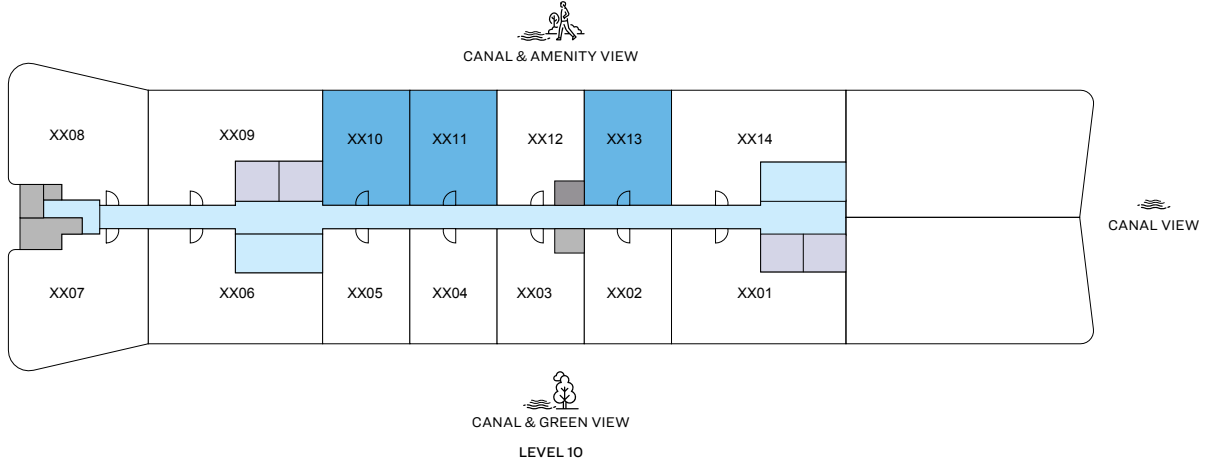 CANAL & AMENITY VIEW
XX08
XX09
XX10
XX11
XX12
XX13
XX14
CANAL VIEW
XX07
XX06
XX05
XX04
XX03
XX02
XX01
CANAL & GREEN VIEW
LEVEL 10